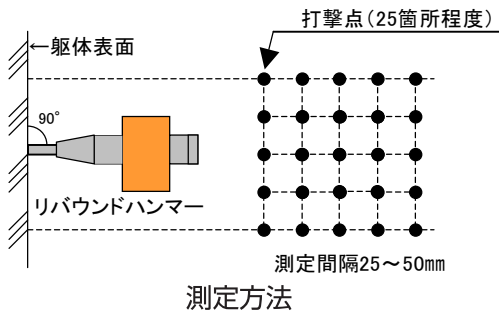 打撃点(25箇所程度)
←躯体表面
90°
リバウンドハンマー
測定間隔25～50㎜
測定方法